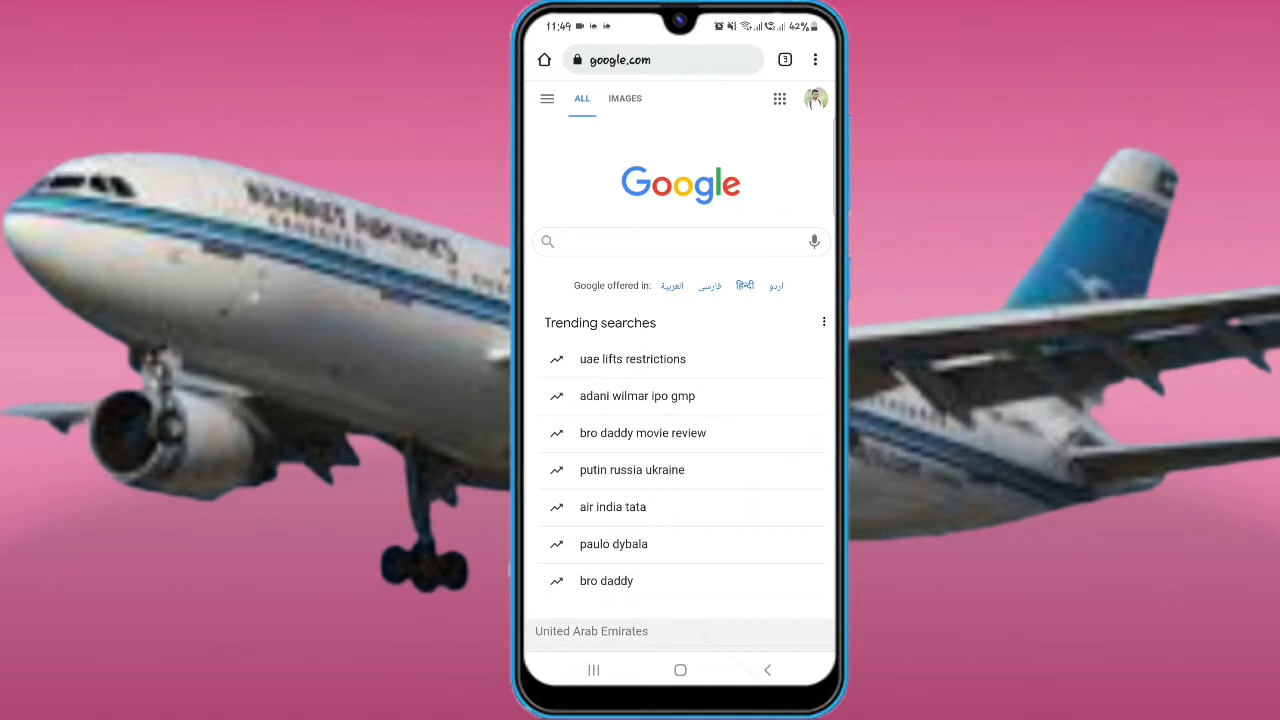 11:49
42%
google.com
3
ALL IMAGES
Google
Google offered in: العربية فارسی हिन्दी اردو
Trending searches
uae lifts restrictions
adani wilmar ipo gmp
bro daddy movie review
putin russia ukraine
air india tata
paulo dybala
bro daddy
United Arab Emirates